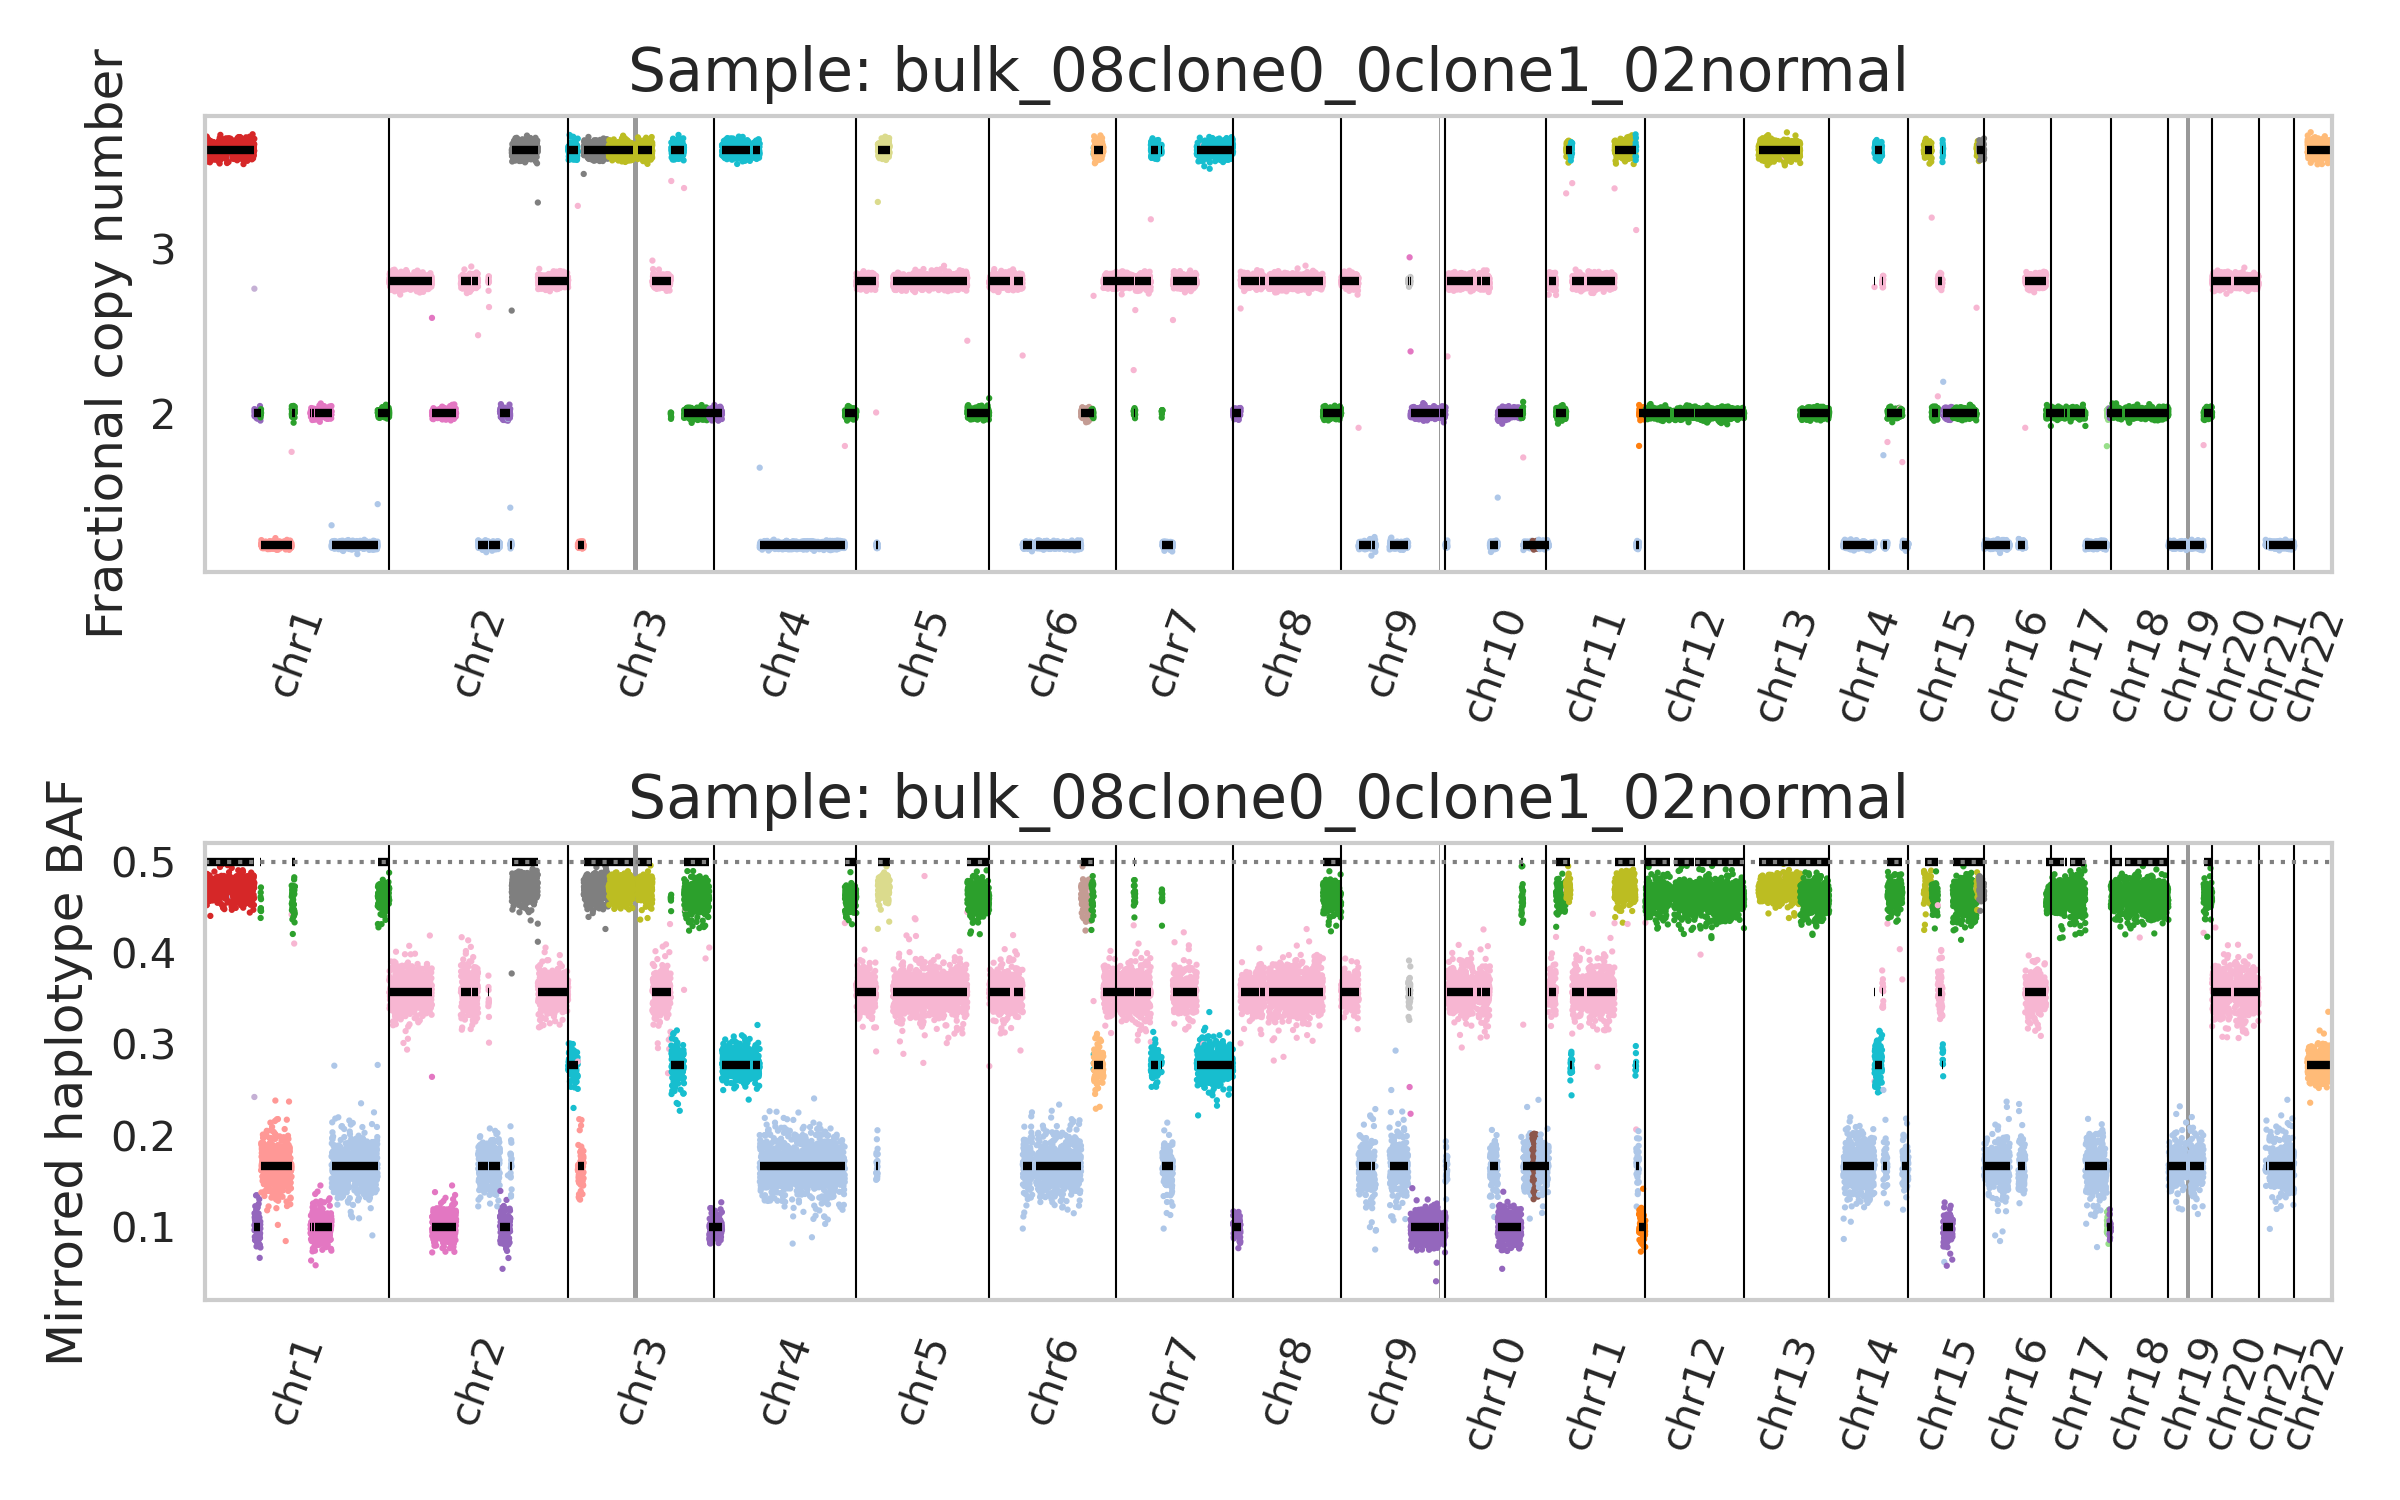 Sample: bulk_08clone0_0clone1_02normal
Fractional copy number
3
2
chr1 chr2 chr3 chr4 chr5 chr6 chr7 chr8 chr9 chr10 chr11 chr12 chr13 chr14 chr15 chr16 chr17 chr18 chr19 chr20 chr21 chr22
Sample: bulk_08clone0_0clone1_02normal
Mirrored haplotype BAF
0.5
0.4
0.3
0.2
0.1
chr1 chr2 chr3 chr4 chr5 chr6 chr7 chr8 chr9 chr10 chr11 chr12 chr13 chr14 chr15 chr16 chr17 chr18 chr19 chr20 chr21 chr22